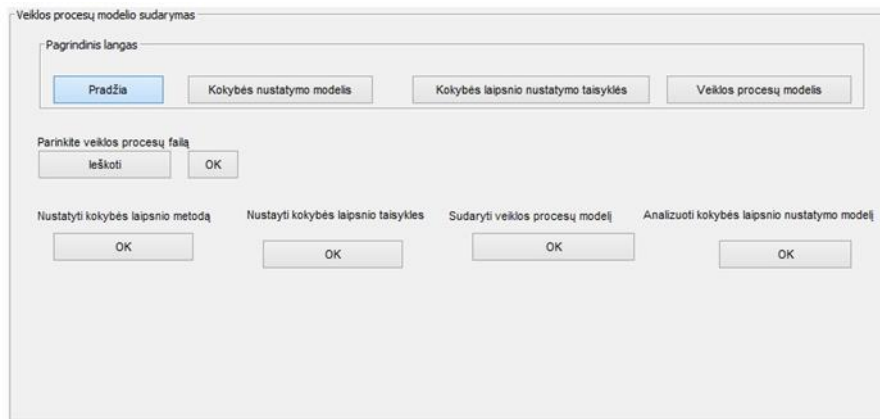 Veiklos procesų modelio sudarymas
Pagrindinis langas
Pradžia Kokybės nustatymo modelis Kokybės laipsnio nustatymo taisyklės Veiklos procesų modelis
Parinkite veiklos procesų failą
Ieškoti OK
Nustatyti kokybės laipsnio metodą Nustayti kokybės laipsnio taisykles Sudaryti veiklos procesų modelį Analizuoti kokybės laipsnio nustatymo modelį
OK OK OK OK